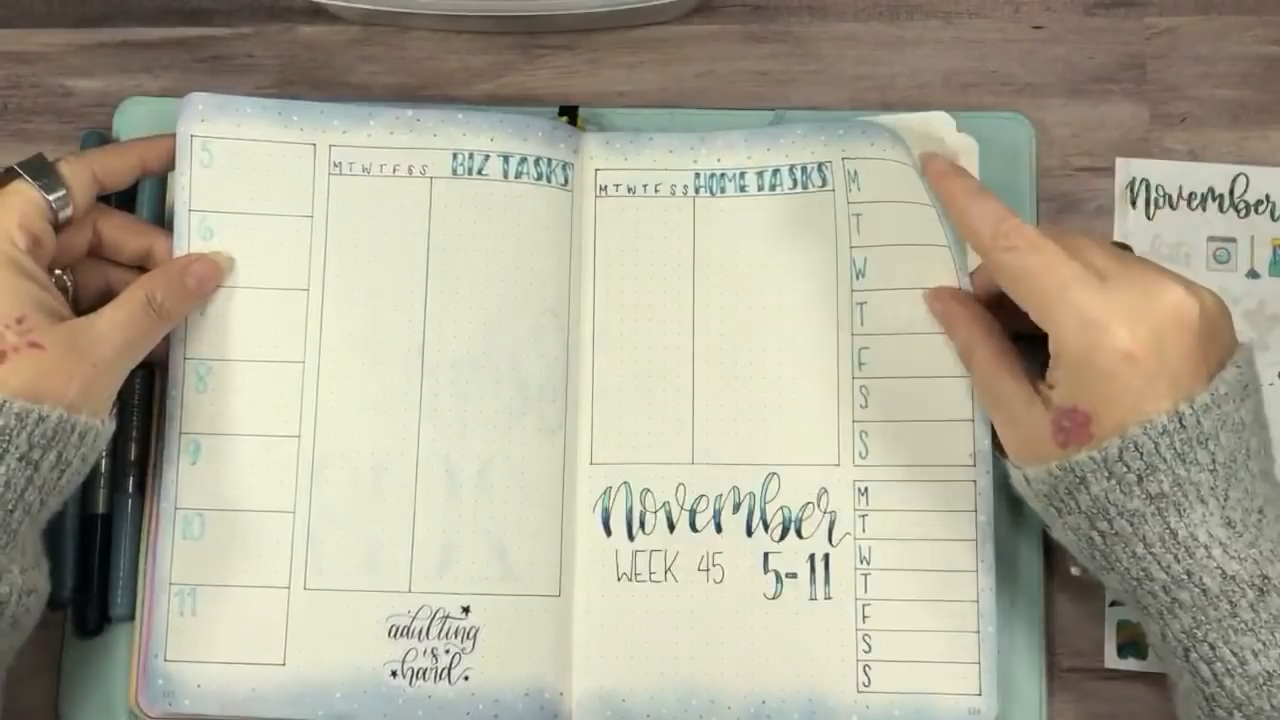 5
6
8
9
10
11
MTWTFSS BIZ TASKS
adulting
is
hard
MTWTFSS HOME TASKS
November
WEEK 45 5-11
M
T
W
T
F
S
S
M
T
W
T
F
S
S
November